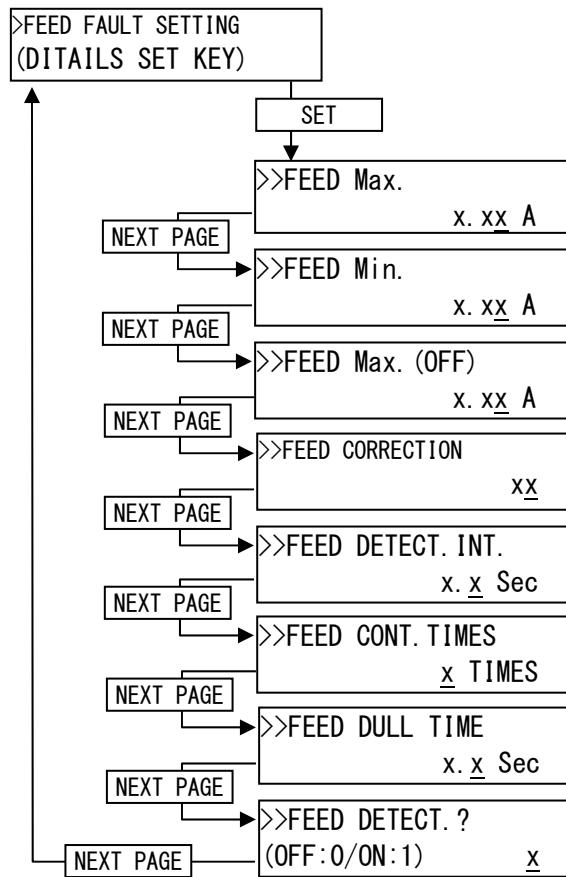 >FEED FAULT SETTING
(DITAILS SET KEY)
SET
>>FEED Max.
x.xx A
NEXT PAGE
>>FEED Min.
x.xx A
NEXT PAGE
>>FEED Max.(OFF)
x.xx A
NEXT PAGE
>>FEED CORRECTION
xx
NEXT PAGE
>>FEED DETECT.INT.
x.x Sec
NEXT PAGE
>>FEED CONT.TIMES
x TIMES
NEXT PAGE
>>FEED DULL TIME
x.x Sec
NEXT PAGE
>>FEED DETECT.?
(OFF:0/ON:1) x
NEXT PAGE